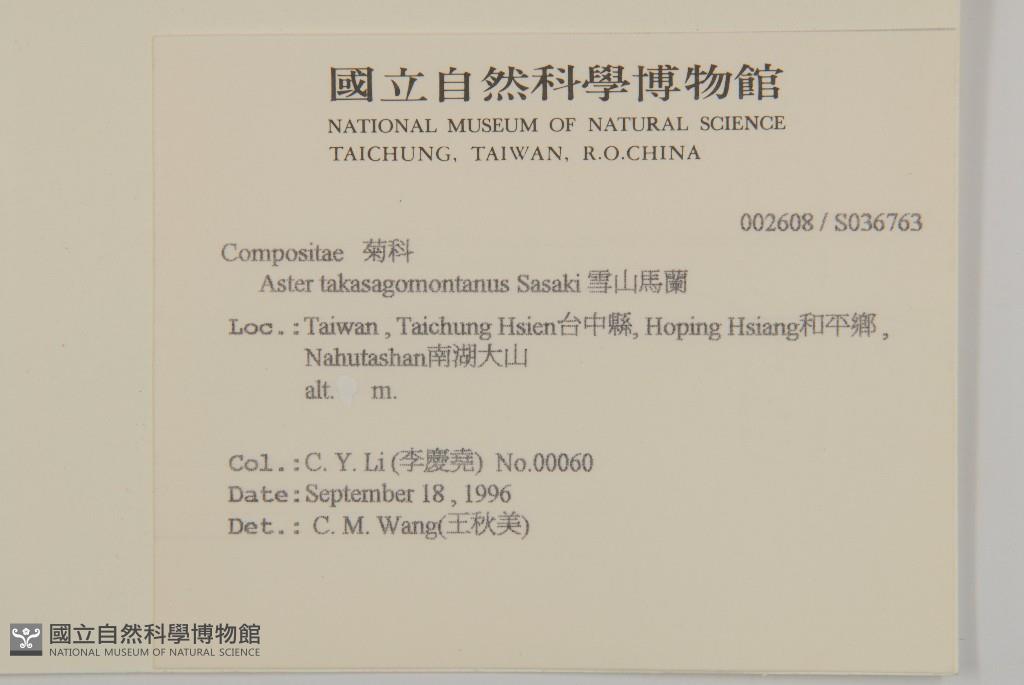 國立自然科學博物館
NATIONAL MUSEUM OF NATURAL SCIENCE
TAICHUNG, TAIWAN, R.O.CHINA
002608 / S036763
Compositae 菊科
Aster takasagomontanus Sasaki 雪山馬蘭
Loc.: Taiwan , Taichung Hsien台中縣, Hoping Hsiang和平鄉 ,
Nahutashan南湖大山
alt. m.
Col.: C. Y. Li (李慶堯) No.00060
Date: September 18 , 1996
Det.: C. M. Wang(王秋美)
國立自然科學博物館
NATIONAL MUSEUM OF NATURAL SCIENCE